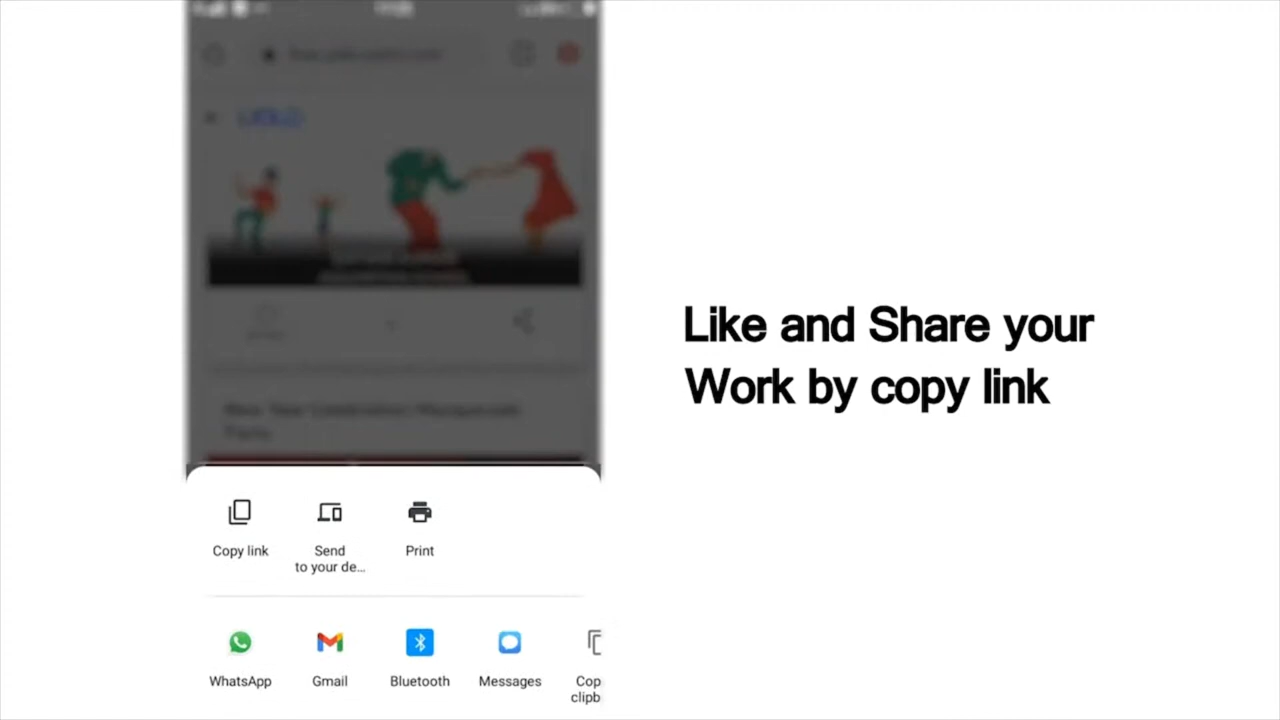 Like and Share your
Work by copy link
Copy link
Send
to your de...
Print
WhatsApp
Gmail
Bluetooth
Messages
Cop
clipb